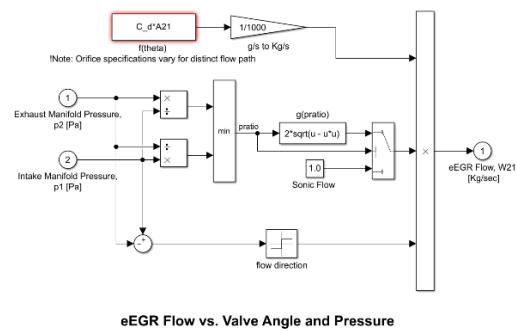 C_d*A21
f(theta)
!Note: Orifice specifications vary for distinct flow path
1/1000
g/s to Kg/s
1
Exhaust Manifold Pressure,
p2 [Pa]
×
÷
2
Intake Manifold Pressure,
p1 [Pa]
÷
×
min
pratio
g(pratio)
2*sqrt(u - u*u)
1.0
Sonic Flow
- +
flow direction
×
1
eEGR Flow, W21
[Kg/sec]
eEGR Flow vs. Valve Angle and Pressure